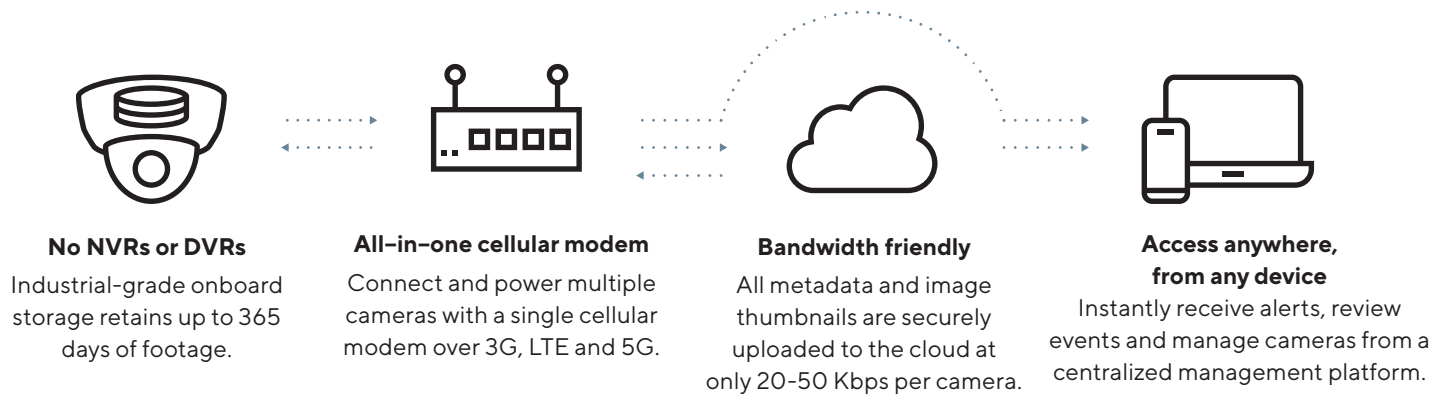 No NVRs or DVRs
Industrial-grade onboard
storage retains up to 365
days of footage.
All-in-one cellular modem
Connect and power multiple
cameras with a single cellular
modem over 3G, LTE and 5G.
Bandwidth friendly
All metadata and image
thumbnails are securely
uploaded to the cloud at
only 20-50 Kbps per camera.
Access anywhere,
from any device
Instantly receive alerts, review
events and manage cameras from a
centralized management platform.